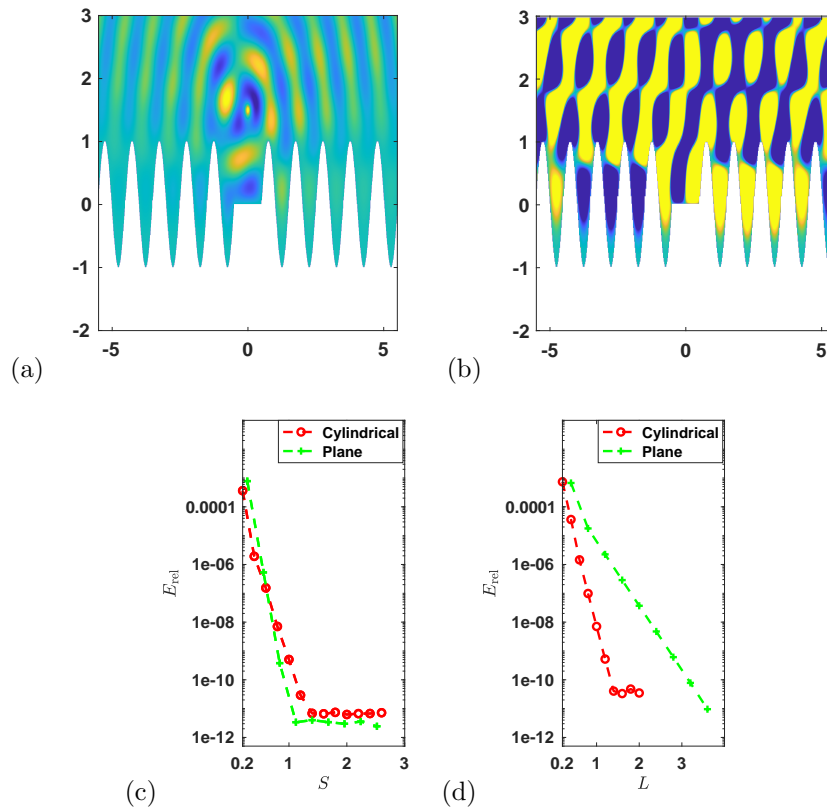 3
2
1
0
-1
-2
-5 0 5
(a)
3
2
1
0
-1
-2
-5 0 5
(b)
Cylindrical
Plane
0.0001
1e-06
1e-08
1e-10
1e-12
E_rel
0.2 1 2 3
S
(c)
Cylindrical
Plane
0.0001
1e-06
1e-08
1e-10
1e-12
E_rel
0.2 1 2 3
L
(d)